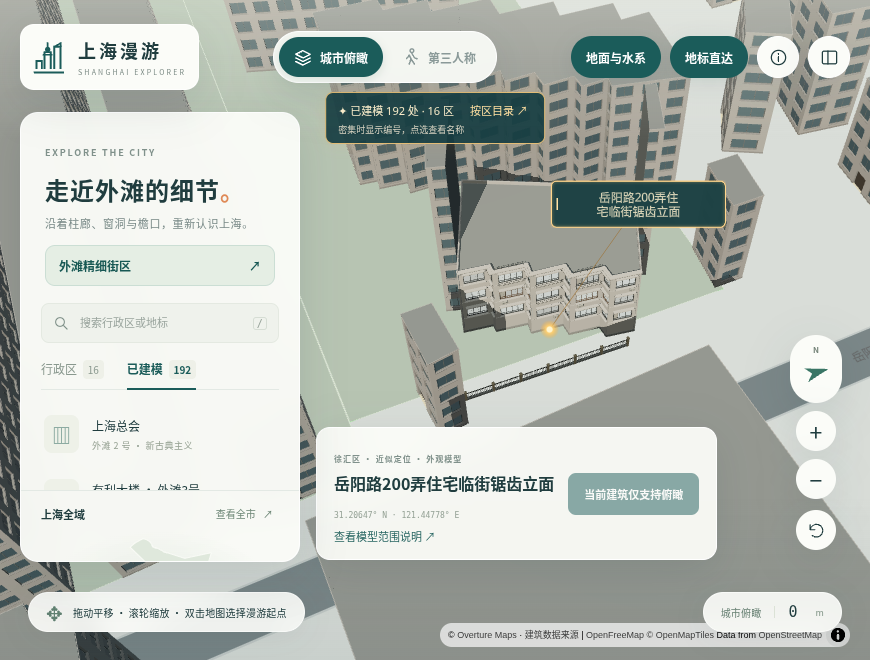 上海漫游
SHANGHAI EXPLORER
城市俯瞰
第三人称
地面与水系
地标直达
✦ 已建模 192 处 · 16 区 按区目录 ↗
密集时显示编号，点选查看名称
EXPLORE THE CITY
走近外滩的细节。
沿着柱廊、窗洞与檐口，重新认识上海。
外滩精细街区 ↗
搜索行政区或地标 /
行政区 16 已建模 192
上海总会
外滩 2 号 · 新古典主义
有利大楼 · 外滩3号
上海全域 查看全市 ↗
岳阳路200弄住
宅临街锯齿立面
N
徐汇区 · 近似定位 · 外观模型
岳阳路200弄住宅临街锯齿立面
当前建筑仅支持俯瞰
31.20647° N · 121.44778° E
查看模型范围说明 ↗
拖动平移 · 滚轮缩放 · 双击地图选择漫游起点
城市俯瞰 0 m
© Overture Maps · 建筑数据来源 | OpenFreeMap © OpenMapTiles Data from OpenStreetMap